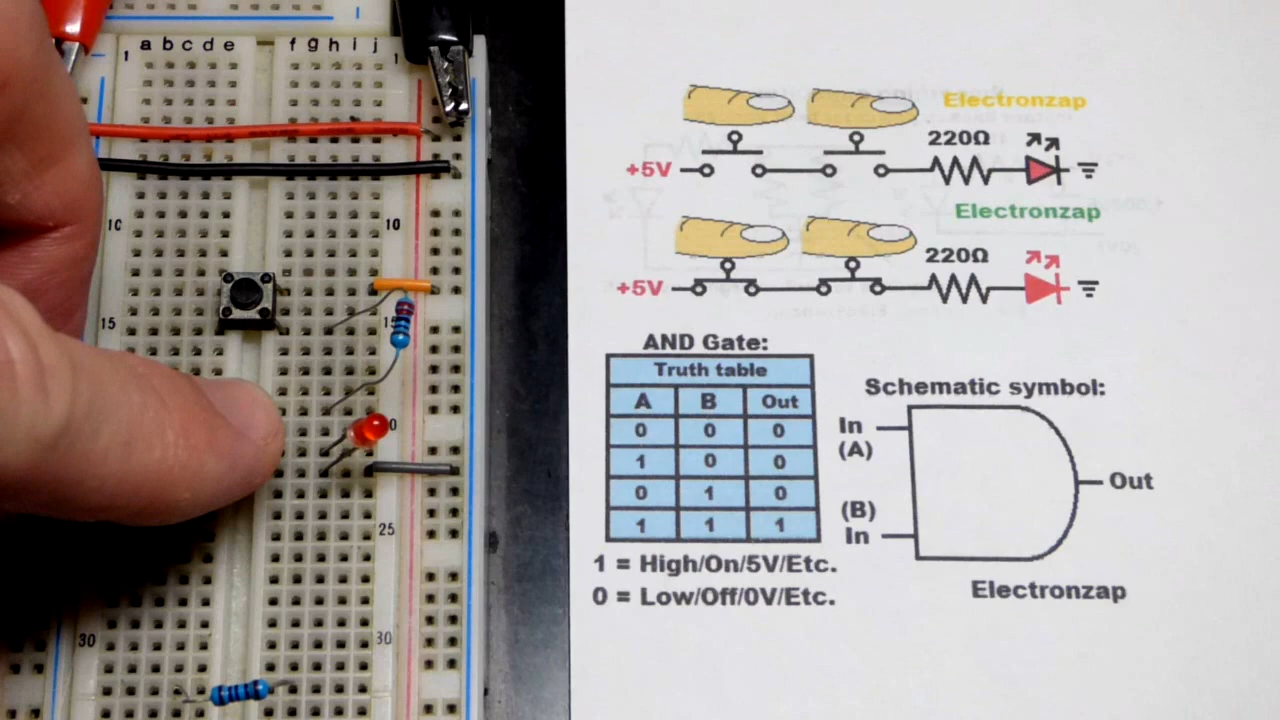 a b c d e f g h i j
1 1
10 10
15 15
25
30 30
Electronzap
220Ω
+5V
Electronzap
220Ω
+5V
AND Gate:
Truth table
A B Out
0 0 0
1 0 0
0 1 0
1 1 1
1 = High/On/5V/Etc.
0 = Low/Off/0V/Etc.
Schematic symbol:
In
(A)
Out
(B)
In
Electronzap